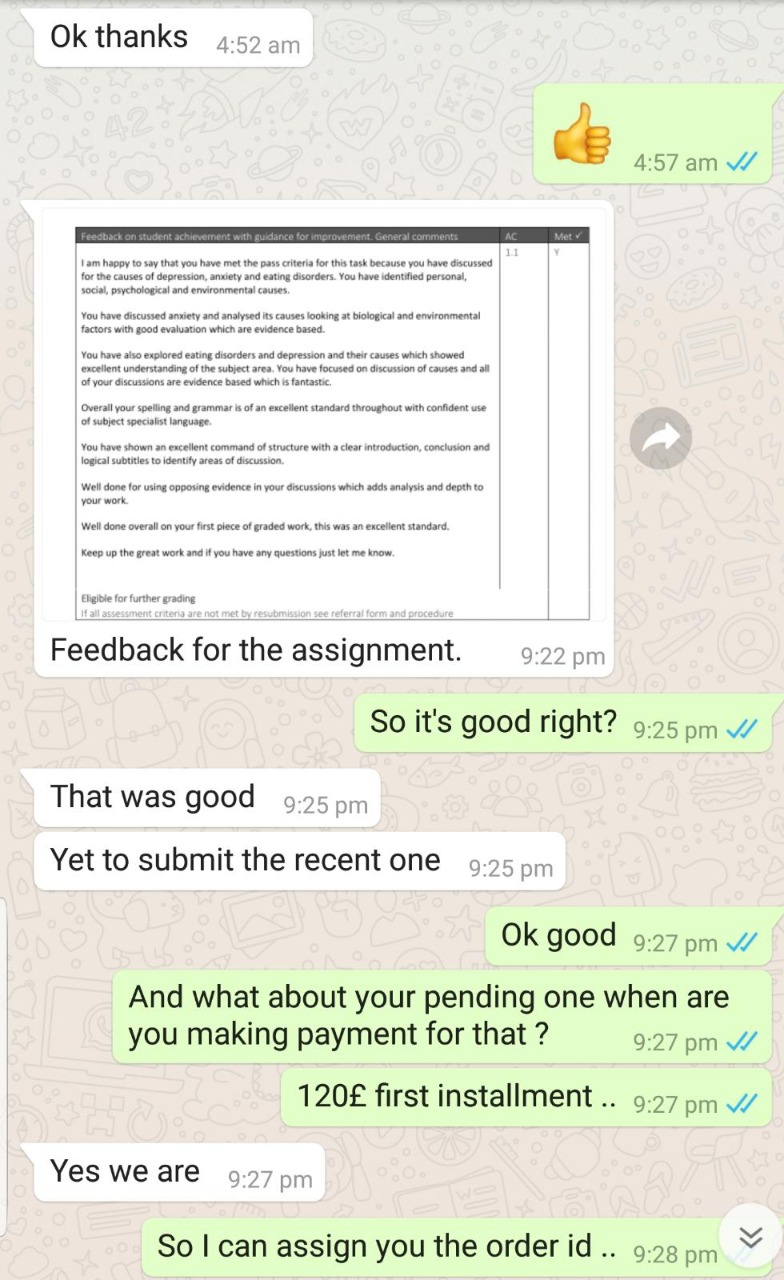 Ok thanks 4:52 am
👍 4:57 am
Feedback on student achievement with guidance for improvement. General comments AC Met ✓
1.1 Y
I am happy to say that you have met the pass criteria for this task because you have discussed
for the causes of depression, anxiety and eating disorders. You have identified personal,
social, psychological and environmental causes.
You have discussed anxiety and analysed its causes looking at biological and environmental
factors with good evaluation which are evidence based.
You have also explored eating disorders and depression and their causes which showed
excellent understanding of the subject area. You have focused on discussion of causes and all
of your discussions are evidence based which is fantastic.
Overall your spelling and grammar is of an excellent standard throughout with confident use
of subject specialist language.
You have shown an excellent command of structure with a clear introduction, conclusion and
logical subtitles to identify areas of discussion.
Well done for using opposing evidence in your discussions which adds analysis and depth to
your work.
Well done overall on your first piece of graded work, this was an excellent standard.
Keep up the great work and if you have any questions just let me know.
Eligible for further grading
If all assessment criteria are not met by resubmission see referral form and procedure
Feedback for the assignment. 9:22 pm
So it's good right? 9:25 pm
That was good 9:25 pm
Yet to submit the recent one 9:25 pm
Ok good 9:27 pm
And what about your pending one when are
you making payment for that ? 9:27 pm
120£ first installment .. 9:27 pm
Yes we are 9:27 pm
So I can assign you the order id .. 9:28 pm